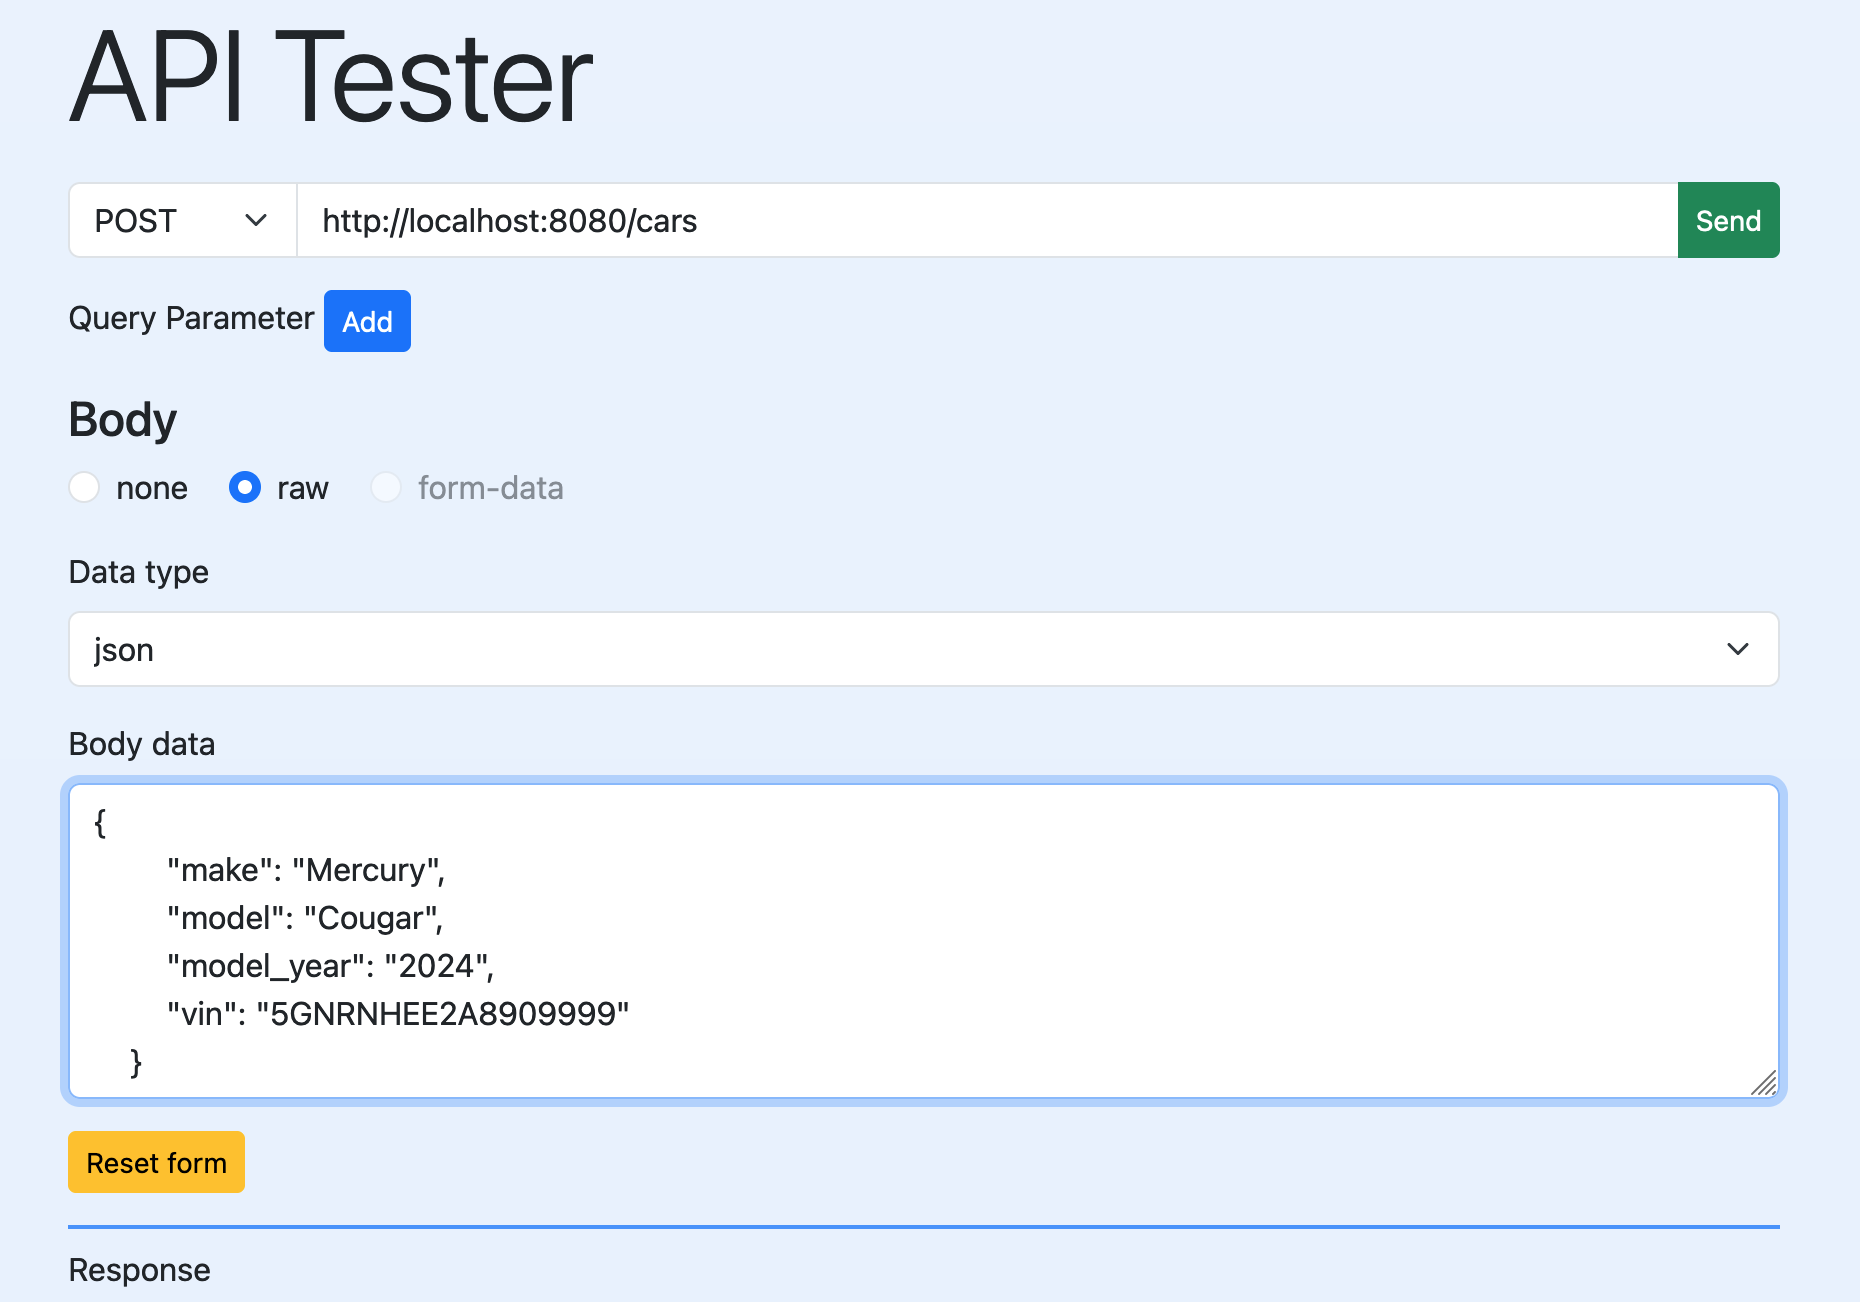 API Tester
POST http://localhost:8080/cars Send
Query Parameter Add
Body
none raw form-data
Data type
json
Body data
{
"make": "Mercury",
"model": "Cougar",
"model_year": "2024",
"vin": "5GNRNHEE2A8909999"
}
Reset form
Response